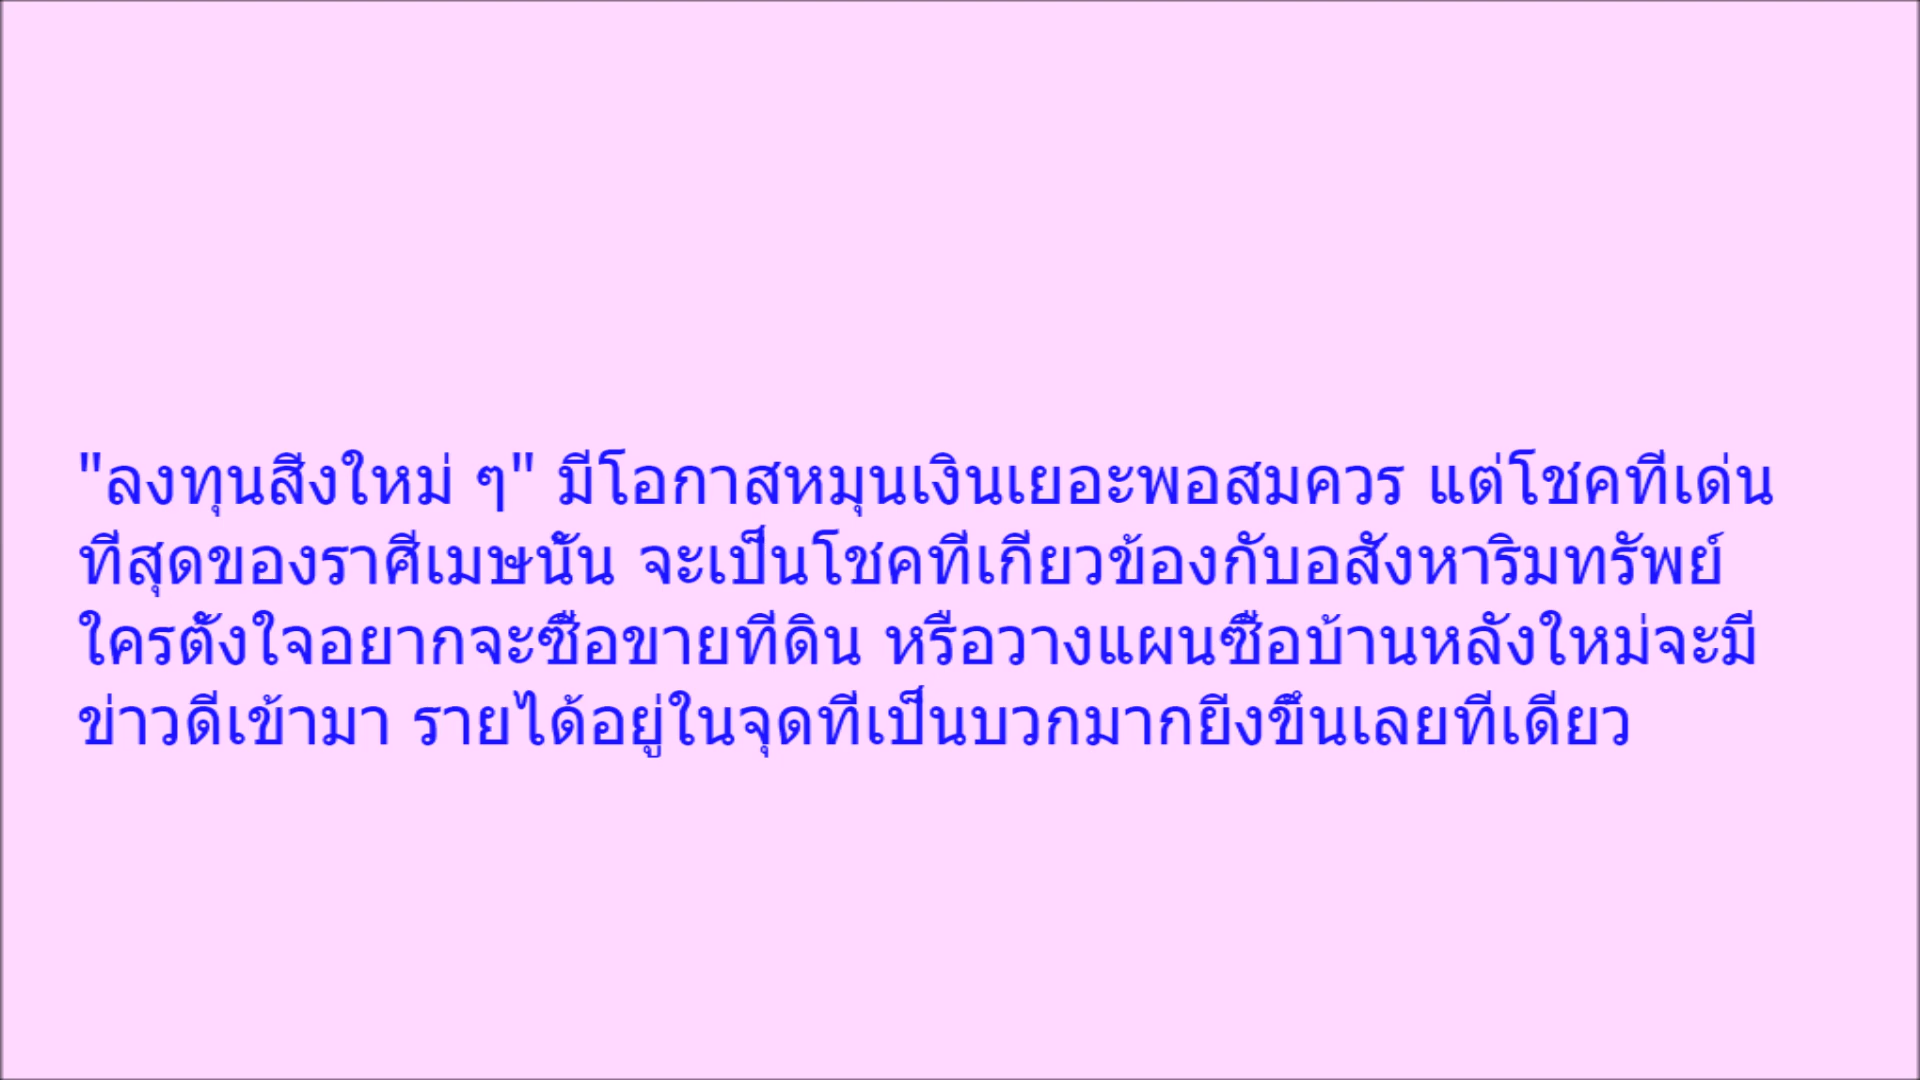 "ลงทุนสิ่งใหม่ ๆ" มีโอกาสหมุนเงินเยอะพอสมควร แต่โชคที่เด่น
ที่สุดของราศีเมษนั้น จะเป็นโชคที่เกี่ยวข้องกับอสังหาริมทรัพย์
ใครตั้งใจอยากจะซื้อขายที่ดิน หรือวางแผนซื้อบ้านหลังใหม่จะมี
ข่าวดีเข้ามา รายได้อยู่ในจุดที่เป็นบวกมากยิ่งขึ้นเลยทีเดียว